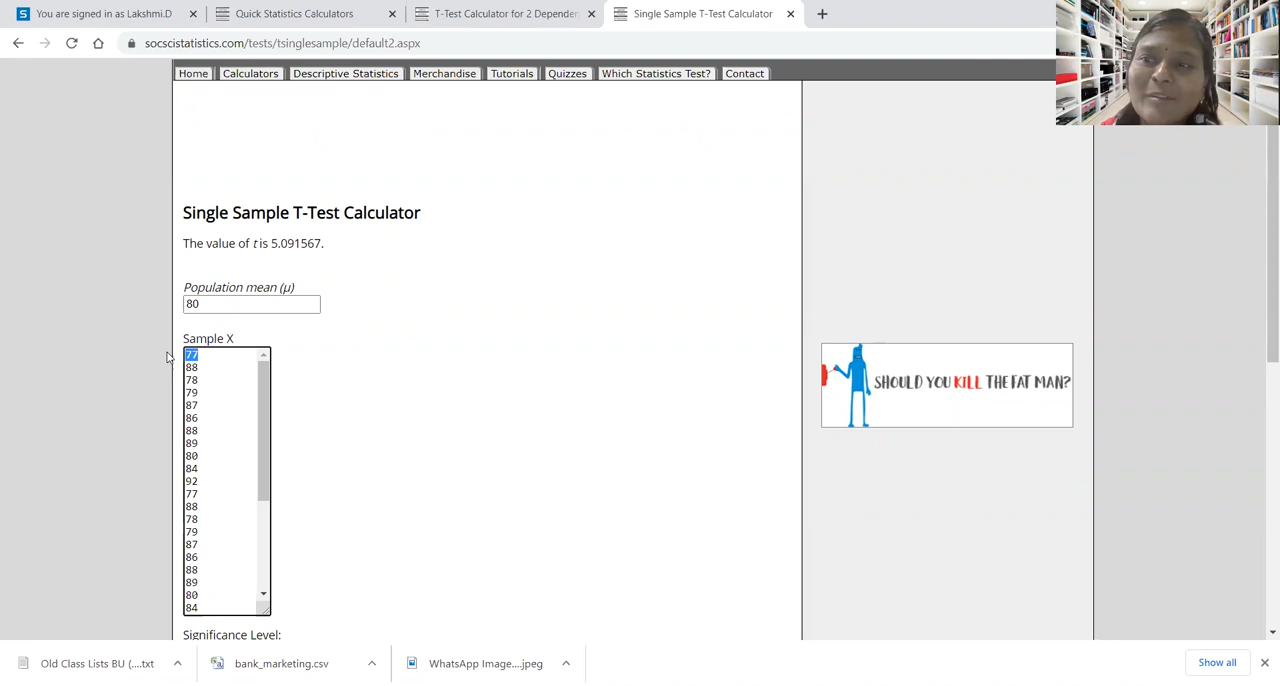 You are signed in as Lakshmi.D
Quick Statistics Calculators
T-Test Calculator for 2 Depender
Single Sample T-Test Calculator
socscistatistics.com/tests/tsinglesample/default2.aspx
Home Calculators Descriptive Statistics Merchandise Tutorials Quizzes Which Statistics Test? Contact
Single Sample T-Test Calculator
The value of t is 5.091567.
Population mean (μ)
80
Sample X
77
88
78
79
87
86
88
89
80
84
92
77
88
78
79
87
86
88
89
80
84
Significance Level:
SHOULD YOU KILL THE FAT MAN?
Old Class Lists BU (....txt
bank_marketing.csv
WhatsApp Image....jpeg
Show all